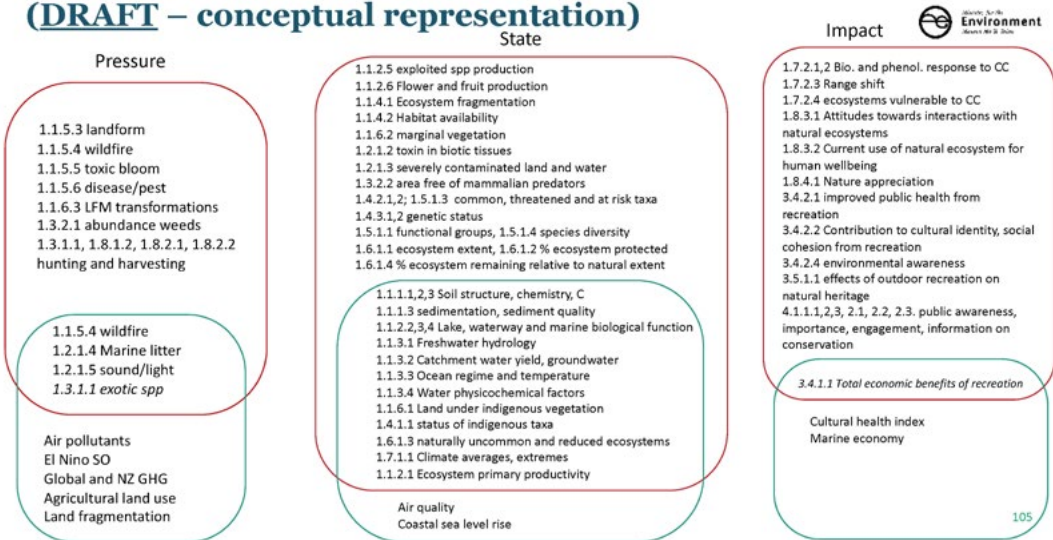 (DRAFT – conceptual representation)
Environment
Pressure
1.1.5.3 landform
1.1.5.4 wildfire
1.1.5.5 toxic bloom
1.1.5.6 disease/pest
1.1.6.3 LFM transformations
1.3.2.1 abundance weeds
1.3.1.1, 1.8.1.2, 1.8.2.1, 1.8.2.2
hunting and harvesting
1.1.5.4 wildfire
1.2.1.4 Marine litter
1.2.1.5 sound/light
1.3.1.1 exotic spp
Air pollutants
El Nino SO
Global and NZ GHG
Agricultural land use
Land fragmentation
State
1.1.2.5 exploited spp production
1.1.2.6 Flower and fruit production
1.1.4.1 Ecosystem fragmentation
1.1.4.2 Habitat availability
1.1.6.2 marginal vegetation
1.2.1.2 toxin in biotic tissues
1.2.1.3 severely contaminated land and water
1.3.2.2 area free of mammalian predators
1.4.2.1,2; 1.5.1.3 common, threatened and at risk taxa
1.4.3.1,2 genetic status
1.5.1.1 functional groups, 1.5.1.4 species diversity
1.6.1.1 ecosystem extent, 1.6.1.2 % ecosystem protected
1.6.1.4 % ecosystem remaining relative to natural extent
1.1.1.1,2,3 Soil structure, chemistry, C
1.1.1.3 sedimentation, sediment quality
1.1.2.2,3,4 Lake, waterway and marine biological function
1.1.3.1 Freshwater hydrology
1.1.3.2 Catchment water yield, groundwater
1.1.3.3 Ocean regime and temperature
1.1.3.4 Water physicochemical factors
1.1.6.1 Land under indigenous vegetation
1.4.1.1 status of indigenous taxa
1.6.1.3 naturally uncommon and reduced ecosystems
1.7.1.1 Climate averages, extremes
1.1.2.1 Ecosystem primary productivity
Air quality
Coastal sea level rise
Impact
1.7.2.1,2 Bio. and phenol. response to CC
1.7.2.3 Range shift
1.7.2.4 ecosystems vulnerable to CC
1.8.3.1 Attitudes towards interactions with
natural ecosystems
1.8.3.2 Current use of natural ecosystem for
human wellbeing
1.8.4.1 Nature appreciation
3.4.2.1 improved public health from
recreation
3.4.2.2 Contribution to cultural identity, social
cohesion from recreation
3.4.2.4 environmental awareness
3.5.1.1 effects of outdoor recreation on
natural heritage
4.1.1.1,2,3, 2.1, 2.2, 2.3. public awareness,
importance, engagement, information on
conservation
3.4.1.1 Total economic benefits of recreation
Cultural health index
Marine economy
105